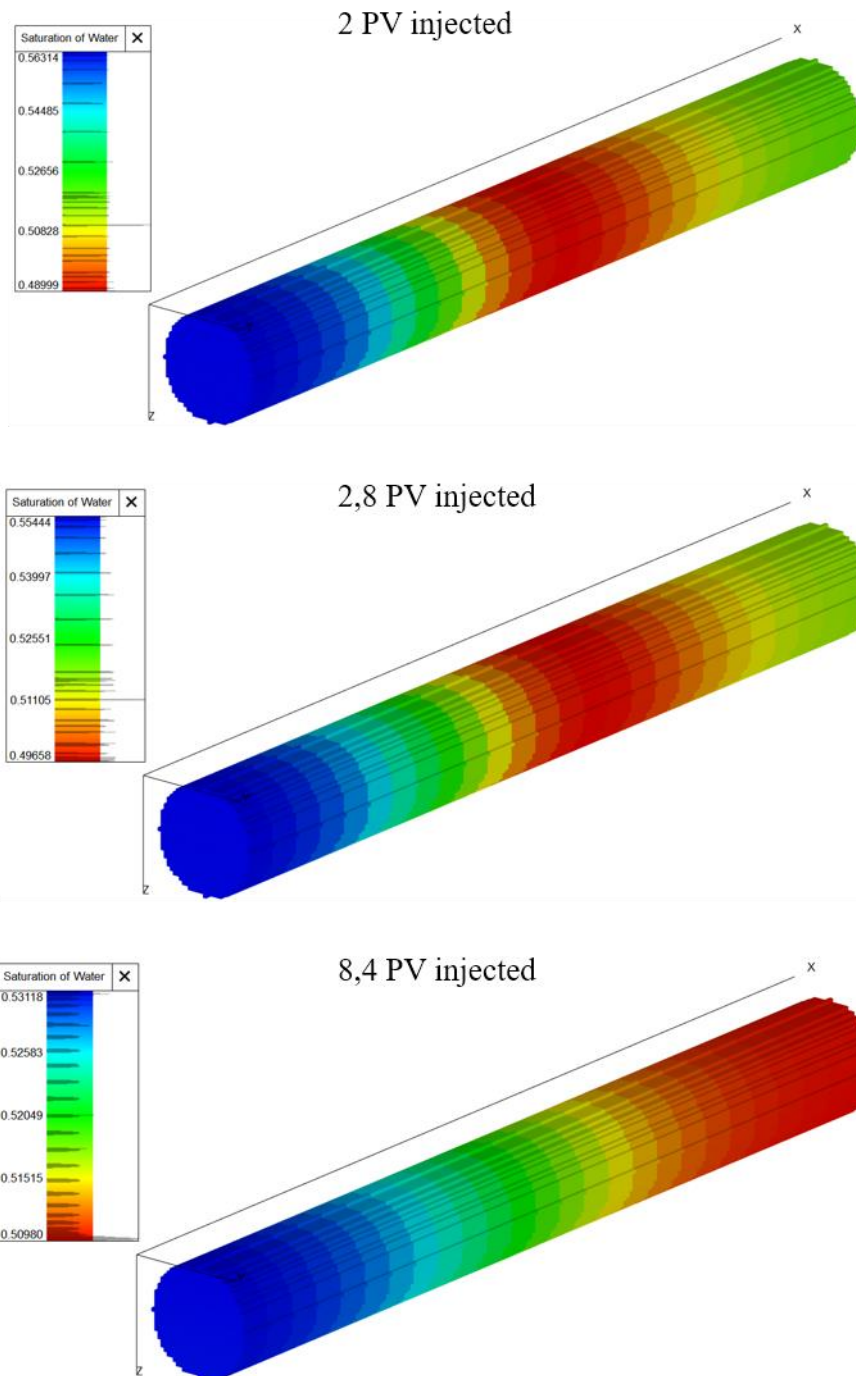 2 PV injected
Saturation of Water X
0.56314
0.54485
0.52656
0.50828
0.48999
X
Z
2,8 PV injected
Saturation of Water X
0.55444
0.53997
0.52551
0.51105
0.49658
X
Z
8,4 PV injected
Saturation of Water X
0.53118
0.52583
0.52049
0.51515
0.50980
X
Z